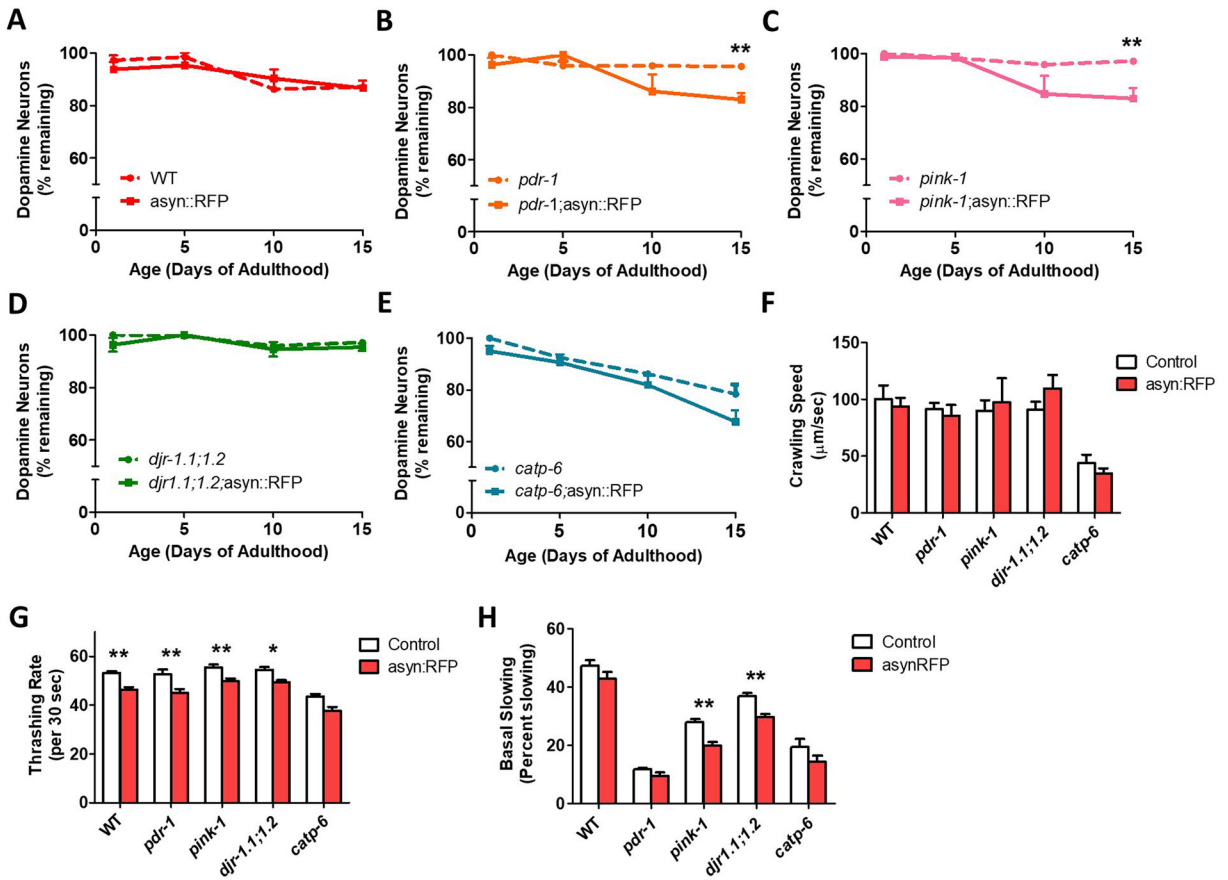 A
Dopamine Neurons
(% remaining)
100
80
60
0
WT
asyn::RFP
0 5 10 15
Age (Days of Adulthood)
B
Dopamine Neurons
(% remaining)
100
80
60
0
**
pdr-1
pdr-1;asyn::RFP
0 5 10 15
Age (Days of Adulthood)
C
Dopamine Neurons
(% remaining)
100
80
60
0
**
pink-1
pink-1;asyn::RFP
0 5 10 15
Age (Days of Adulthood)
D
Dopamine Neurons
(% remaining)
100
80
60
0
djr-1.1;1.2
djr1.1;1.2;asyn::RFP
0 5 10 15
Age (Days of Adulthood)
E
Dopamine Neurons
(% remaining)
100
80
60
0
catp-6
catp-6;asyn::RFP
0 5 10 15
Age (Days of Adulthood)
F
Crawling Speed
(μm/sec)
150
100
50
0
Control
asyn:RFP
WT pdr-1 pink-1 djr-1.1;1.2 catp-6
G
Thrashing Rate
(per 30 sec)
60
40
20
0
** ** ** *
Control
asyn:RFP
WT pdr-1 pink-1 djr-1.1;1.2 catp-6
H
Basal Slowing
(Percent slowing)
60
40
20
0
** **
Control
asynRFP
WT pdr-1 pink-1 djr1.1;1.2 catp-6